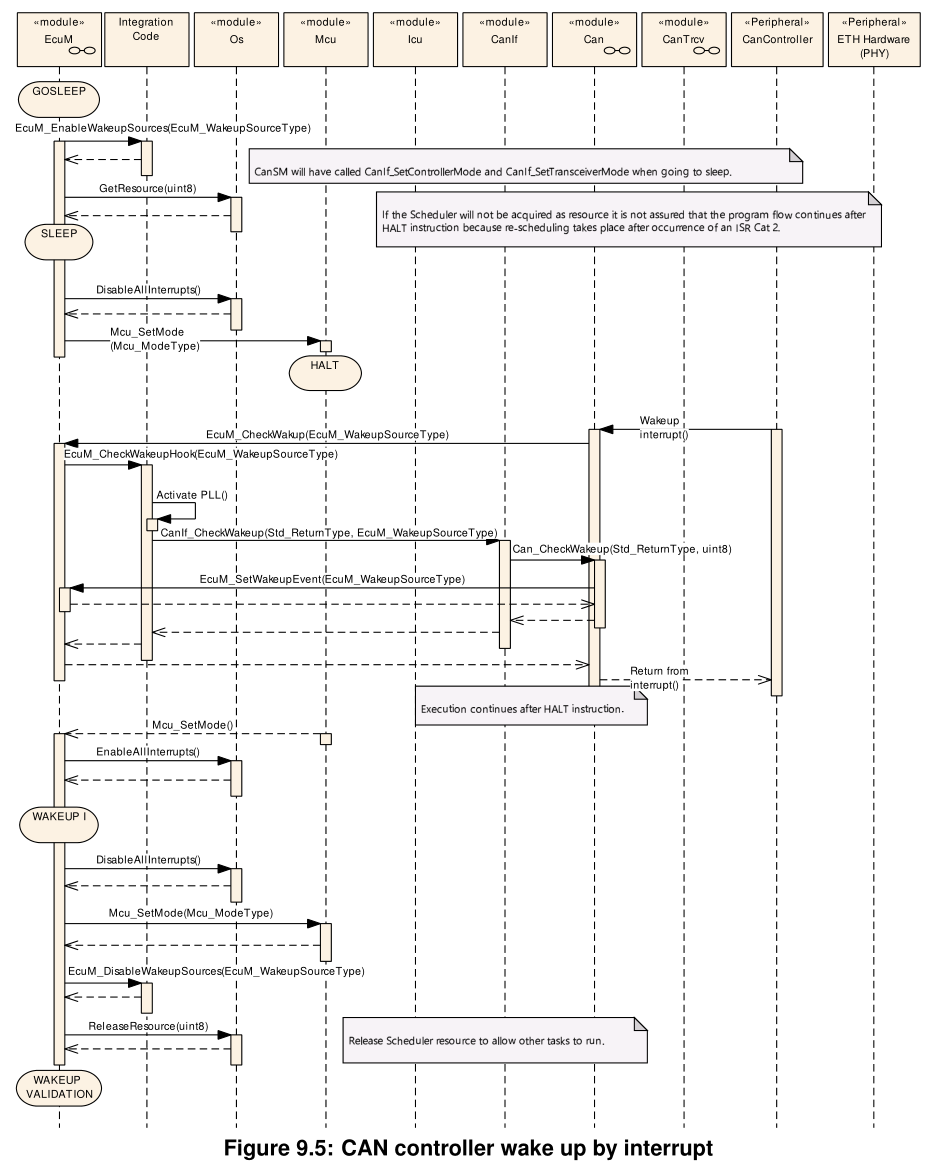 «module»
EcuM
Integration
Code
«module»
Os
«module»
Mcu
«module»
Icu
«module»
CanIf
«module»
Can
«module»
CanTrcv
«Peripheral»
CanController
«Peripheral»
ETH Hardware
(PHY)
GOSLEEP
EcuM_EnableWakeupSources(EcuM_WakeupSourceType)
CanSM will have called CanIf_SetControllerMode and CanIf_SetTransceiverMode when going to sleep.
GetResource(uint8)
If the Scheduler will not be acquired as resource it is not assured that the program flow continues after
HALT instruction because re-scheduling takes place after occurrence of an ISR Cat 2.
SLEEP
DisableAllInterrupts()
Mcu_SetMode
(Mcu_ModeType)
HALT
Wakeup
interrupt()
EcuM_CheckWakup(EcuM_WakeupSourceType)
EcuM_CheckWakeupHook(EcuM_WakeupSourceType)
Activate PLL()
CanIf_CheckWakeup(Std_ReturnType, EcuM_WakeupSourceType)
Can_CheckWakeup(Std_ReturnType, uint8)
EcuM_SetWakeupEvent(EcuM_WakeupSourceType)
Return from
interrupt()
Execution continues after HALT instruction.
Mcu_SetMode()
EnableAllInterrupts()
WAKEUP I
DisableAllInterrupts()
Mcu_SetMode(Mcu_ModeType)
EcuM_DisableWakeupSources(EcuM_WakeupSourceType)
ReleaseResource(uint8)
Release Scheduler resource to allow other tasks to run.
WAKEUP
VALIDATION
Figure 9.5: CAN controller wake up by interrupt